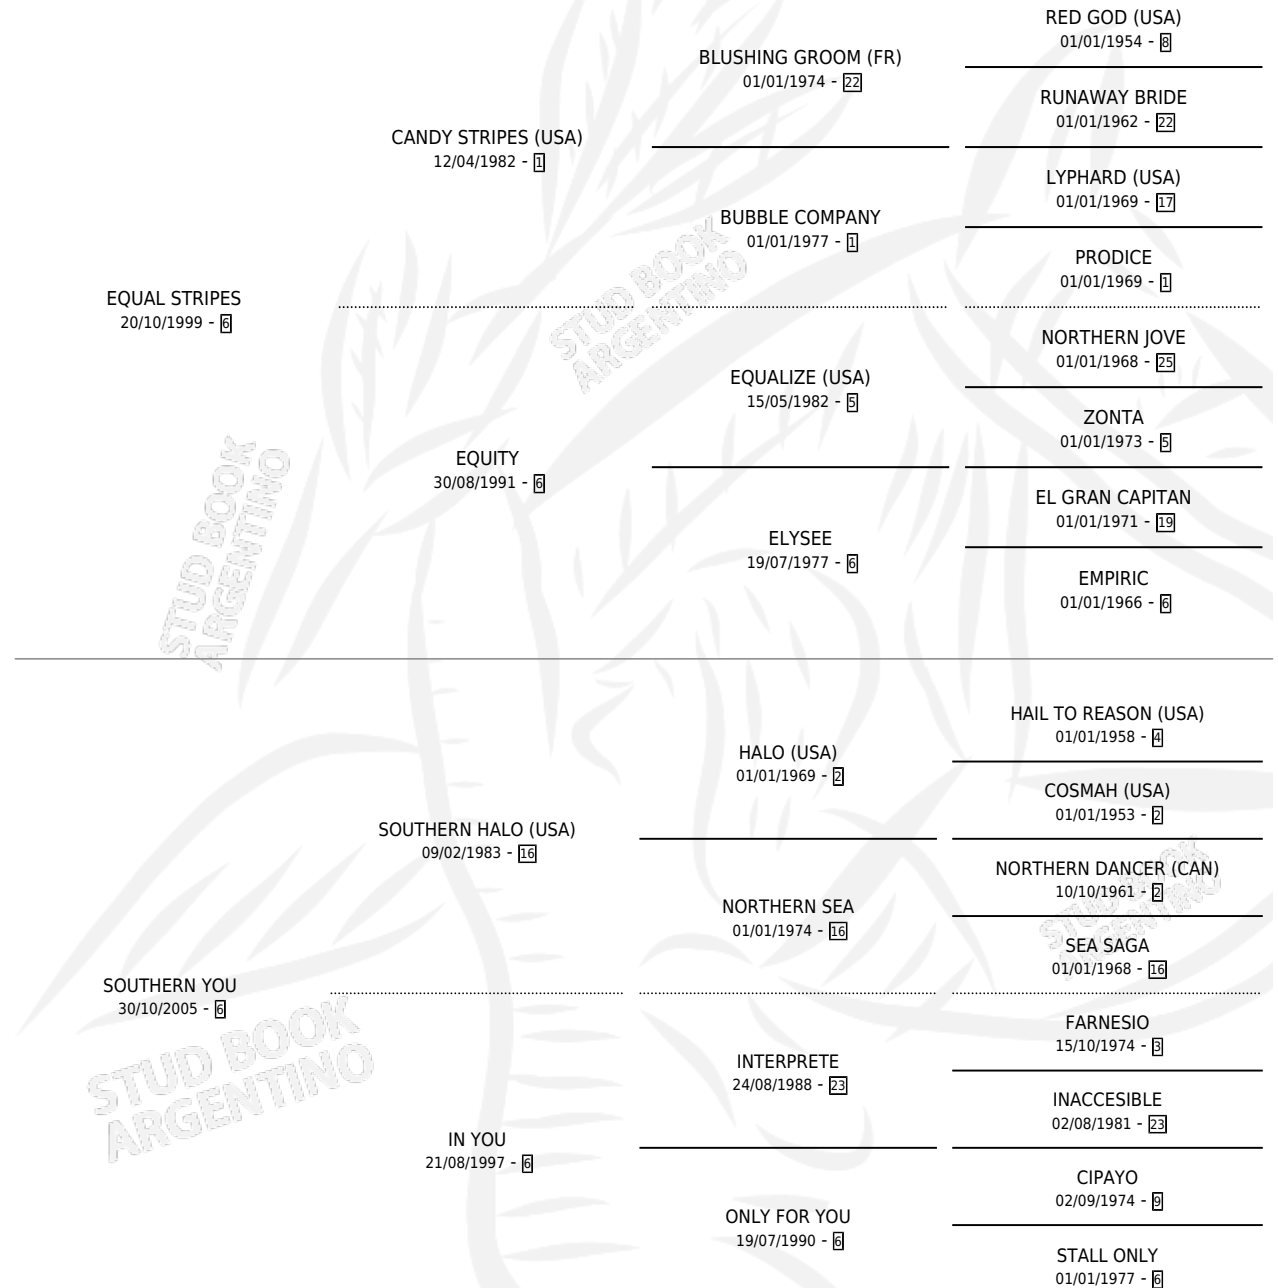 RED GOD (USA)
01/01/1954 - 8
BLUSHING GROOM (FR)
01/01/1974 - 22
RUNAWAY BRIDE
01/01/1962 - 22
CANDY STRIPES (USA)
12/04/1982 - 1
LYPHARD (USA)
01/01/1969 - 17
BUBBLE COMPANY
01/01/1977 - 1
PRODICE
01/01/1969 - 1
STUD BOOK
ARGENTINO
EQUAL STRIPES
20/10/1999 - 6
NORTHERN JOVE
01/01/1968 - 25
EQUALIZE (USA)
15/05/1982 - 5
ZONTA
01/01/1973 - 5
EQUITY
30/08/1991 - 6
EL GRAN CAPITAN
01/01/1971 - 19
ELYSEE
19/07/1977 - 6
EMPIRIC
01/01/1966 - 6
STUD BOOK
ARGENTINO
HAIL TO REASON (USA)
01/01/1958 - 4
HALO (USA)
01/01/1969 - 2
COSMAH (USA)
01/01/1953 - 2
SOUTHERN HALO (USA)
09/02/1983 - 16
NORTHERN DANCER (CAN)
10/10/1961 - 2
NORTHERN SEA
01/01/1974 - 16
SEA SAGA
01/01/1968 - 16
STUD BOOK
ARGENTINO
SOUTHERN YOU
30/10/2005 - 6
FARNESIO
15/10/1974 - 3
INTERPRETE
24/08/1988 - 23
INACCESIBLE
02/08/1981 - 23
IN YOU
21/08/1997 - 6
CIPAYO
02/09/1974 - 9
ONLY FOR YOU
19/07/1990 - 6
STALL ONLY
01/01/1977 - 6
STUD BOOK
ARGENTINO